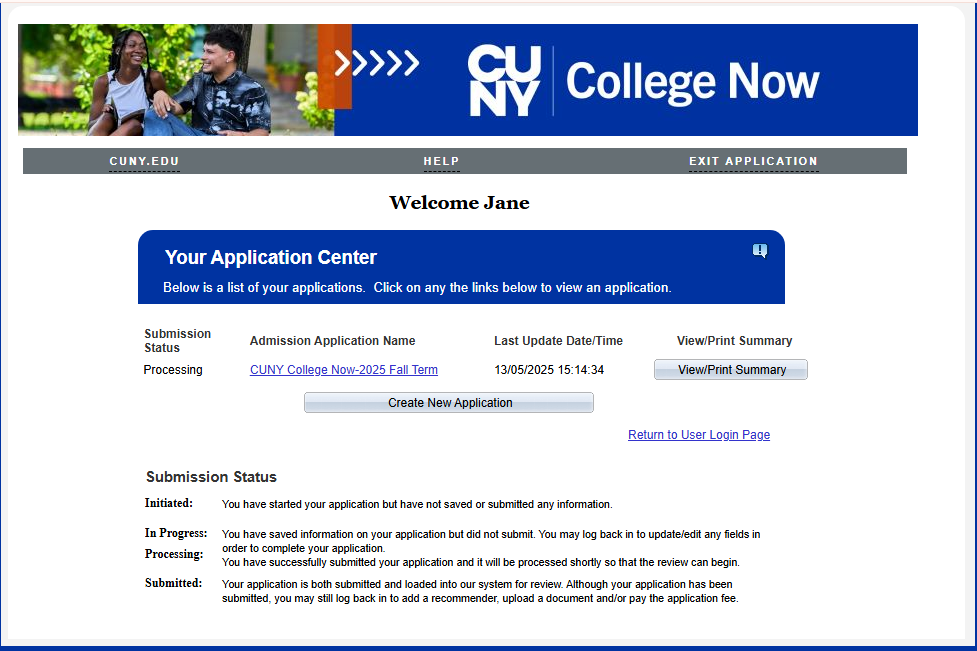 CUNY College Now
CUNY.EDU HELP EXIT APPLICATION
Welcome Jane
Your Application Center
Below is a list of your applications. Click on any the links below to view an application.
Submission Status Admission Application Name Last Update Date/Time View/Print Summary
Processing CUNY College Now-2025 Fall Term 13/05/2025 15:14:34 View/Print Summary
Create New Application
Return to User Login Page
Submission Status
Initiated: You have started your application but have not saved or submitted any information.
In Progress: You have saved information on your application but did not submit. You may log back in to update/edit any fields in
order to complete your application.
Processing: You have successfully submitted your application and it will be processed shortly so that the review can begin.
Submitted: Your application is both submitted and loaded into our system for review. Although your application has been
submitted, you may still log back in to add a recommender, upload a document and/or pay the application fee.